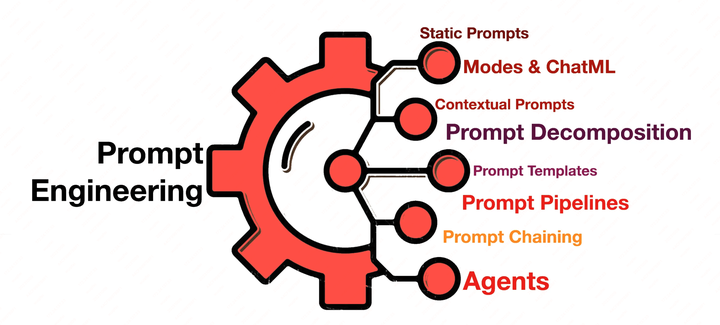 Prompt
Engineering
Static Prompts
Modes & ChatML
Contextual Prompts
Prompt Decomposition
Prompt Templates
Prompt Pipelines
Prompt Chaining
Agents